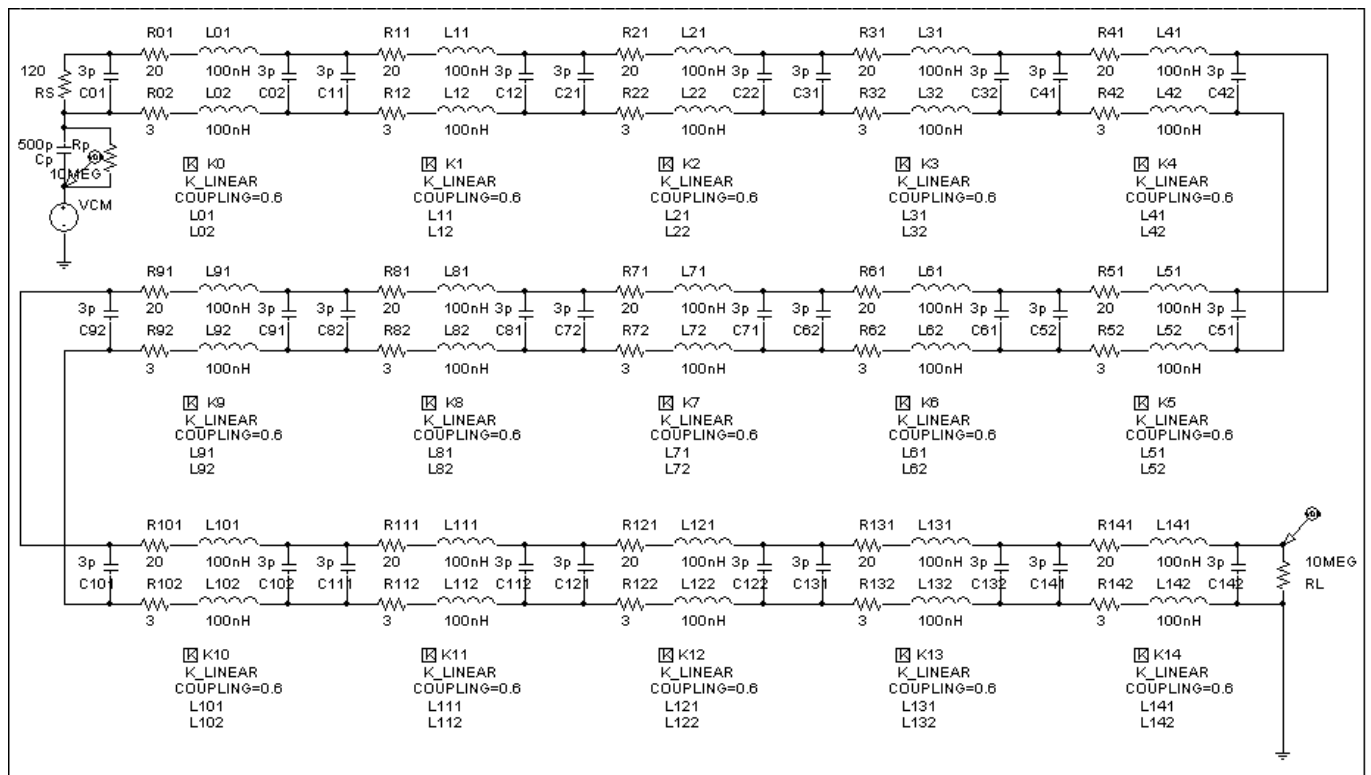 R01 L01 R11 L11 R21 L21 R31 L31 R41 L41
120 3p 20 100nH 3p 3p 20 100nH 3p 3p 20 100nH 3p 3p 20 100nH 3p 3p 20 100nH 3p
RS C01 R02 L02 C02 C11 R12 L12 C12 C21 R22 L22 C22 C31 R32 L32 C32 C41 R42 L42 C42
3 100nH 3 100nH 3 100nH 3 100nH 3 100nH
500p Rp
Cp
10MEG
VCM
K K0 K K1 K K2 K K3 K K4
K_LINEAR K_LINEAR K_LINEAR K_LINEAR K_LINEAR
COUPLING=0.6 COUPLING=0.6 COUPLING=0.6 COUPLING=0.6 COUPLING=0.6
L01 L11 L21 L31 L41
L02 L12 L22 L32 L42
R91 L91 R81 L81 R71 L71 R61 L61 R51 L51
3p 20 100nH 3p 3p 20 100nH 3p 3p 20 100nH 3p 3p 20 100nH 3p 3p 20 100nH 3p
C92 R92 L92 C91 C82 R82 L82 C81 C72 R72 L72 C71 C62 R62 L62 C61 C52 R52 L52 C51
3 100nH 3 100nH 3 100nH 3 100nH 3 100nH
K K9 K K8 K K7 K K6 K K5
K_LINEAR K_LINEAR K_LINEAR K_LINEAR K_LINEAR
COUPLING=0.6 COUPLING=0.6 COUPLING=0.6 COUPLING=0.6 COUPLING=0.6
L91 L81 L71 L61 L51
L92 L82 L72 L62 L52
R101 L101 R111 L111 R121 L121 R131 L131 R141 L141
3p 20 100nH 3p 3p 20 100nH 3p 3p 20 100nH 3p 3p 20 100nH 3p 3p 20 100nH 3p 10MEG
C101 R102 L102 C102 C111 R112 L112 C112 C121 R122 L122 C122 C131 R132 L132 C132 C141 R142 L142 C142 RL
3 100nH 3 100nH 3 100nH 3 100nH 3 100nH
K K10 K K11 K K12 K K13 K K14
K_LINEAR K_LINEAR K_LINEAR K_LINEAR K_LINEAR
COUPLING=0.6 COUPLING=0.6 COUPLING=0.6 COUPLING=0.6 COUPLING=0.6
L101 L111 L121 L131 L141
L102 L112 L122 L132 L142